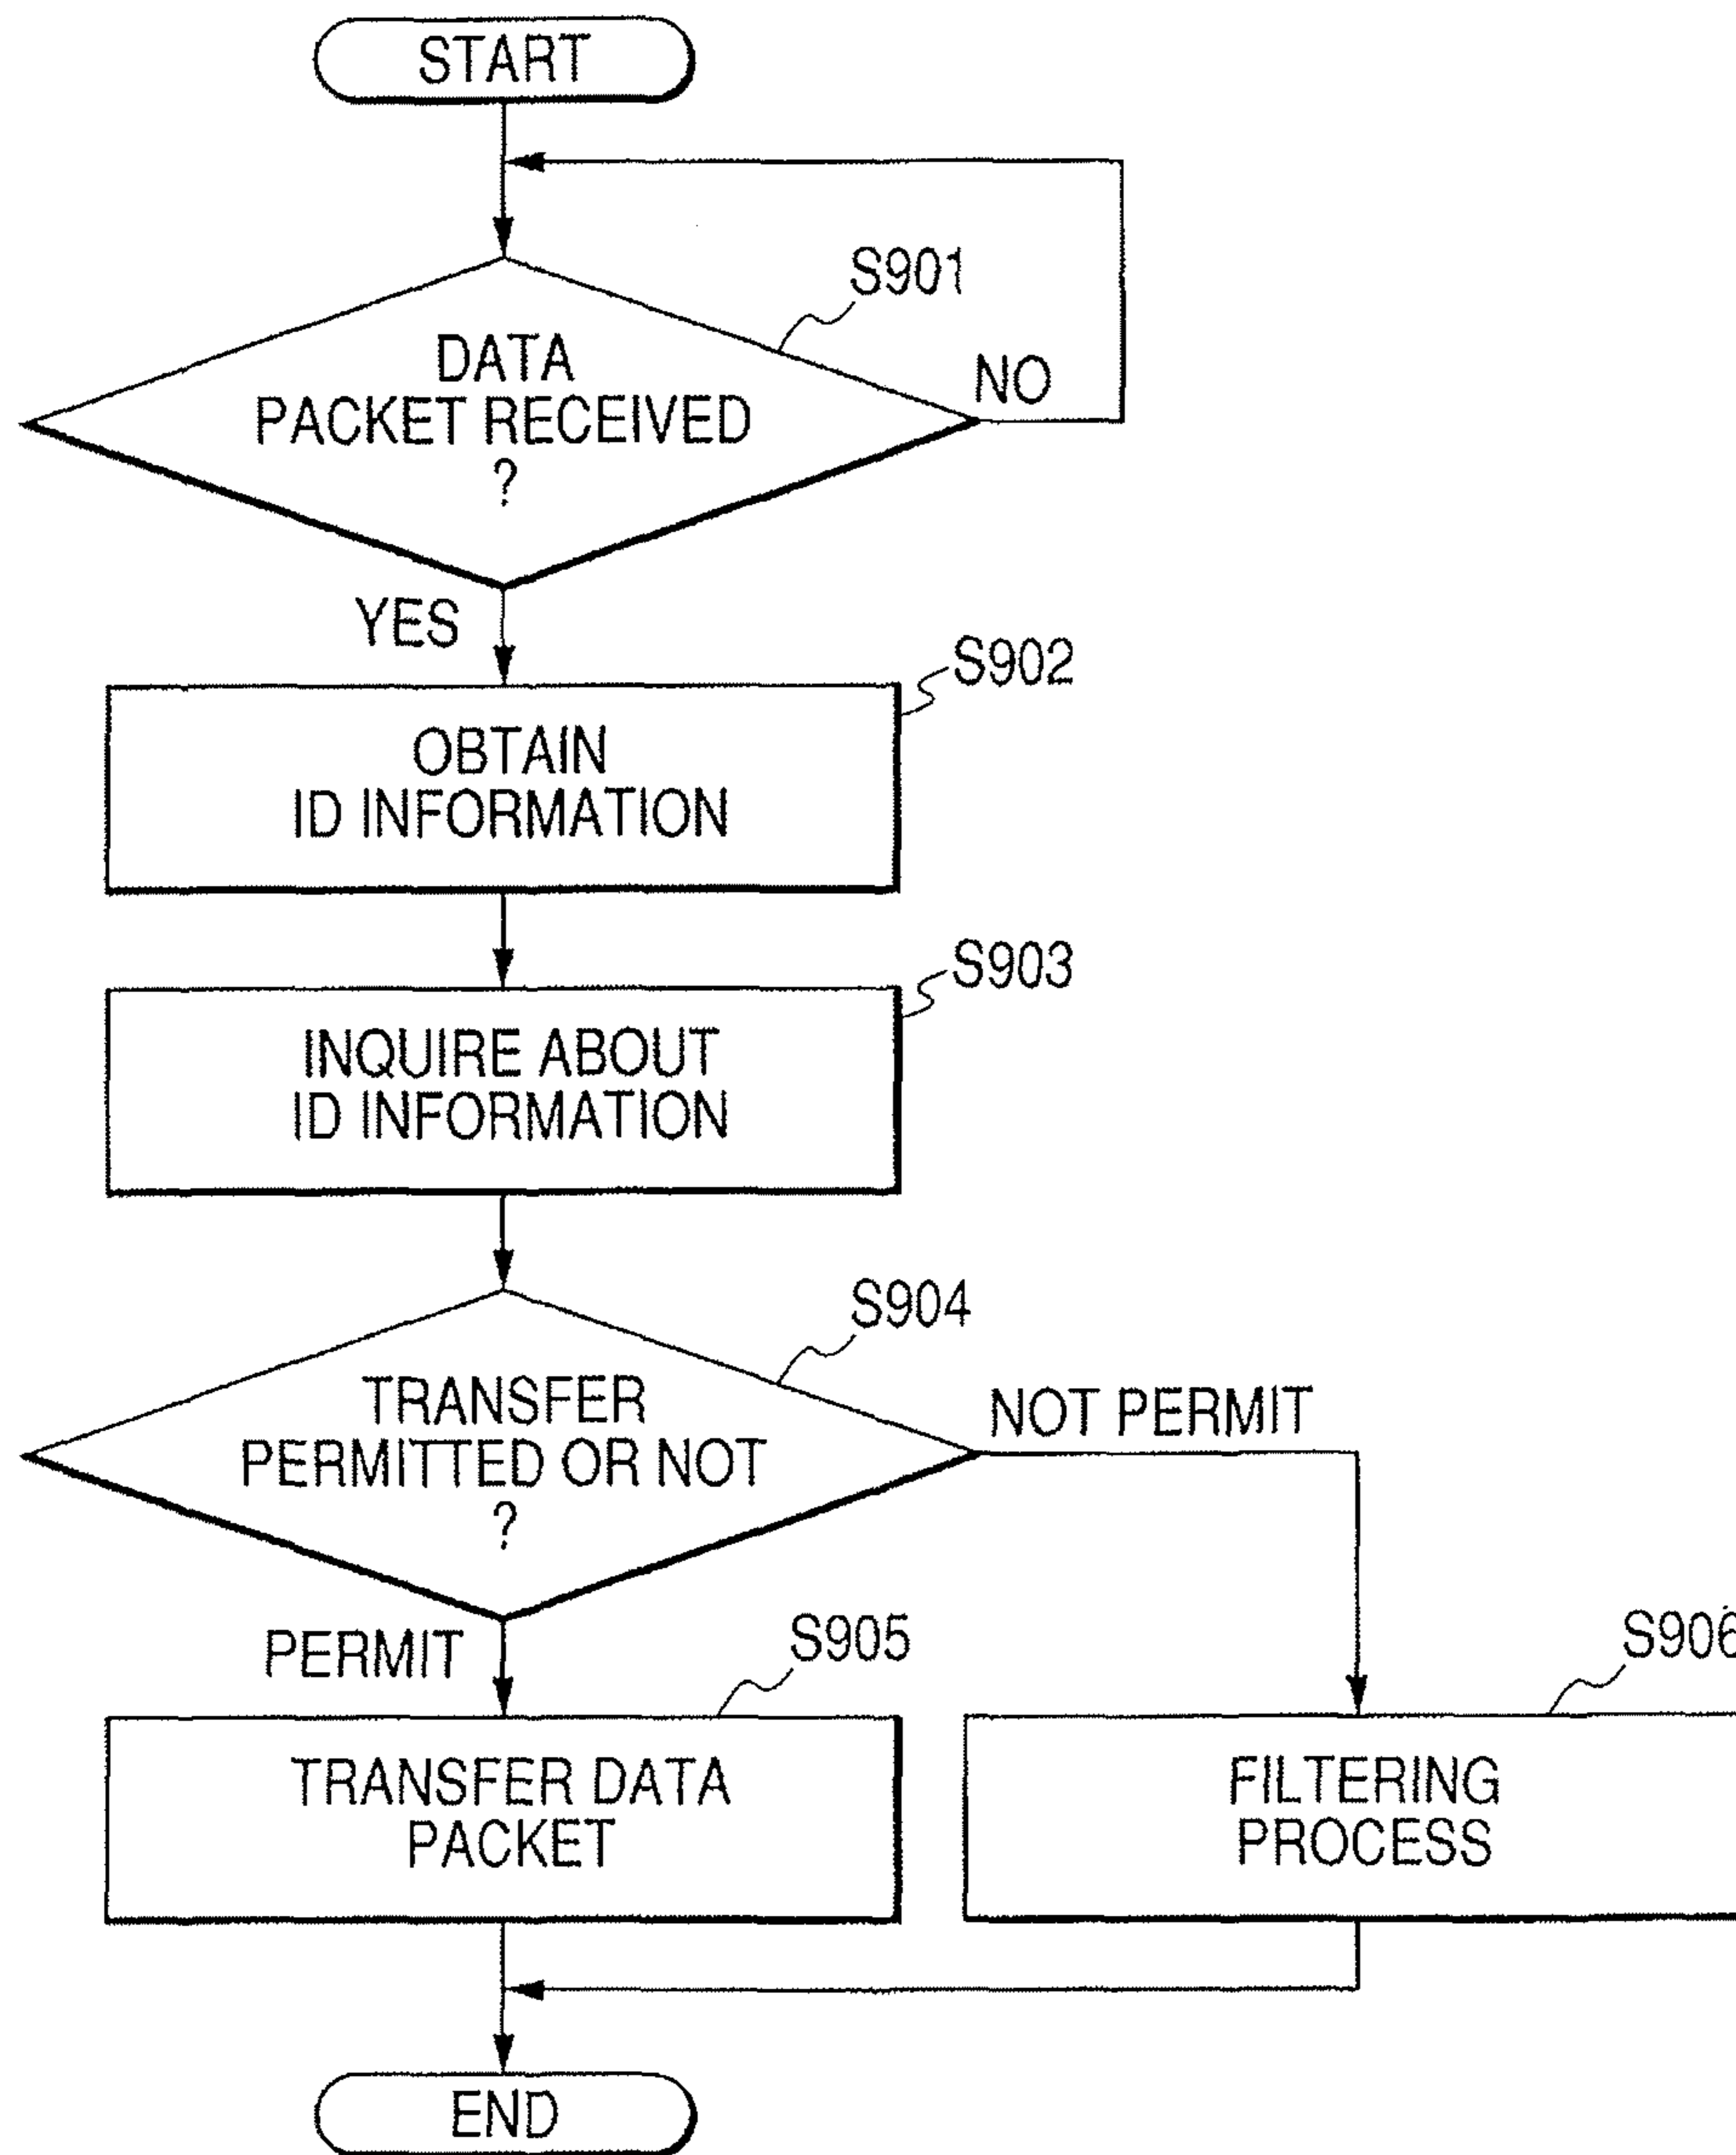 START
S901
DATA
PACKET RECEIVED
?
NO
YES
S902
OBTAIN
ID INFORMATION
S903
INQUIRE ABOUT
ID INFORMATION
S904
TRANSFER
PERMITTED OR NOT
?
NOT PERMIT
PERMIT
S905
S906
TRANSFER DATA
PACKET
FILTERING
PROCESS
END